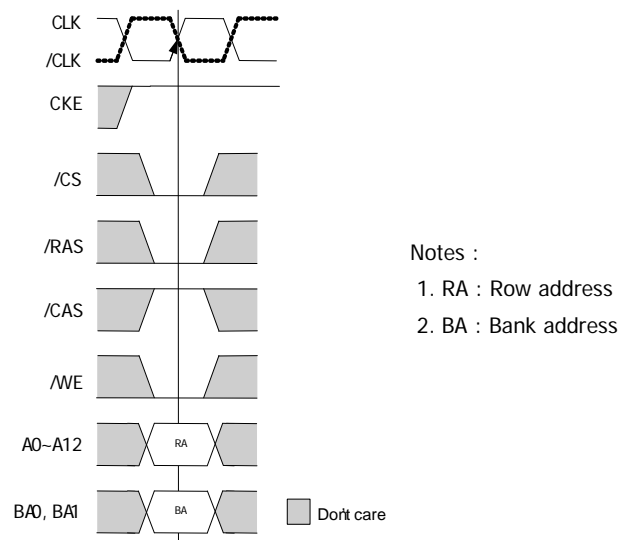 CLK
/CLK
CKE
/CS
/RAS
/CAS
/WE
A0~A12 RA
BA0, BA1 BA
Don't care
Notes :
1. RA : Row address
2. BA : Bank address